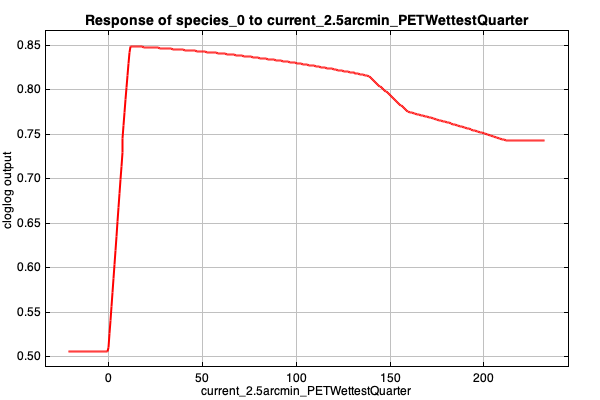 Response of species_0 to current_2.5arcmin_PETWettestQuarter
cloglog output
0.85
0.80
0.75
0.70
0.65
0.60
0.55
0.50
0 50 100 150 200
current_2.5arcmin_PETWettestQuarter